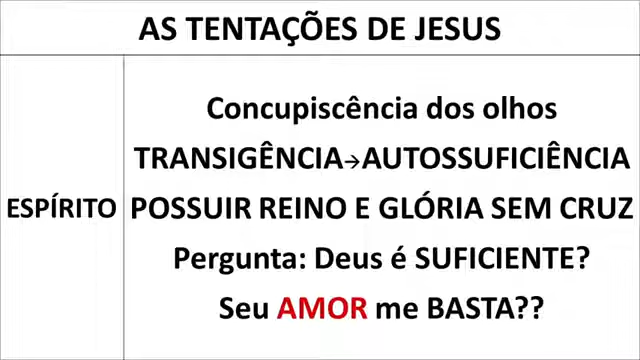 AS TENTAÇÕES DE JESUS
ESPÍRITO
Concupiscência dos olhos
TRANSIGÊNCIA→AUTOSSUFICIÊNCIA
POSSUIR REINO E GLÓRIA SEM CRUZ
Pergunta: Deus é SUFICIENTE?
Seu AMOR me BASTA??